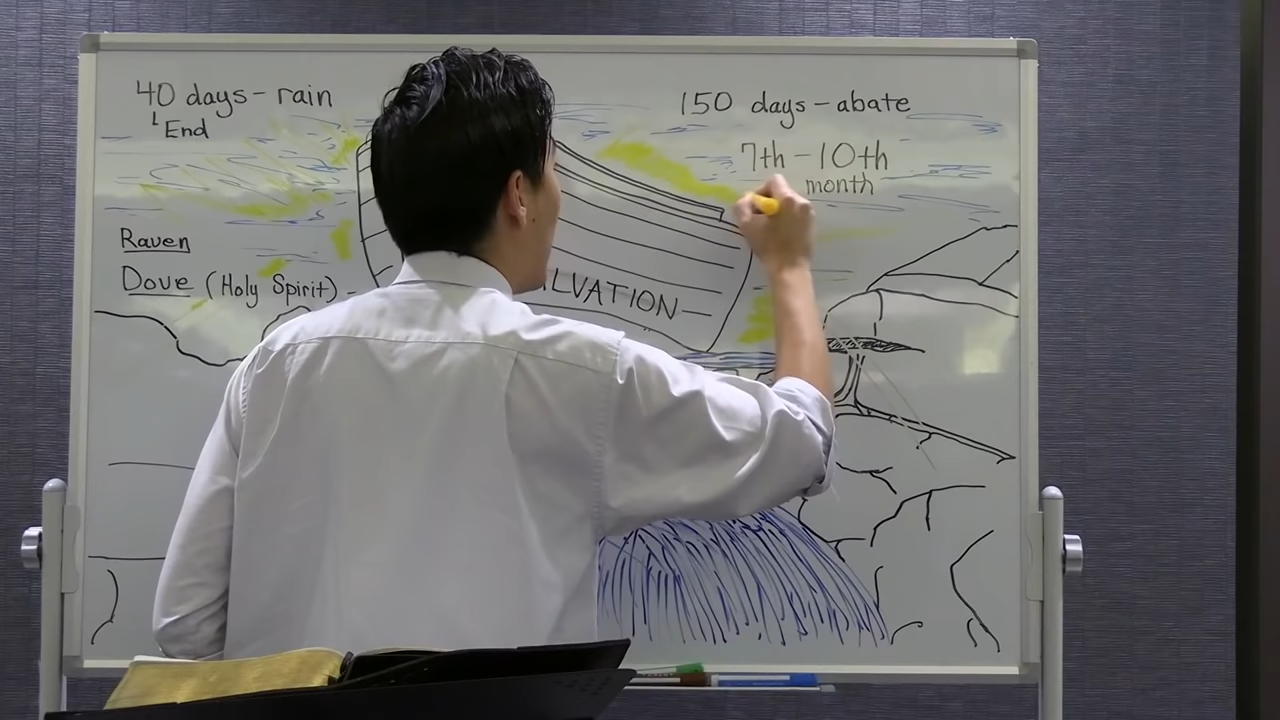 40 days - rain
└ End
150 days - abate
7th - 10th
month
Raven
Dove (Holy Spirit) -
LVATION